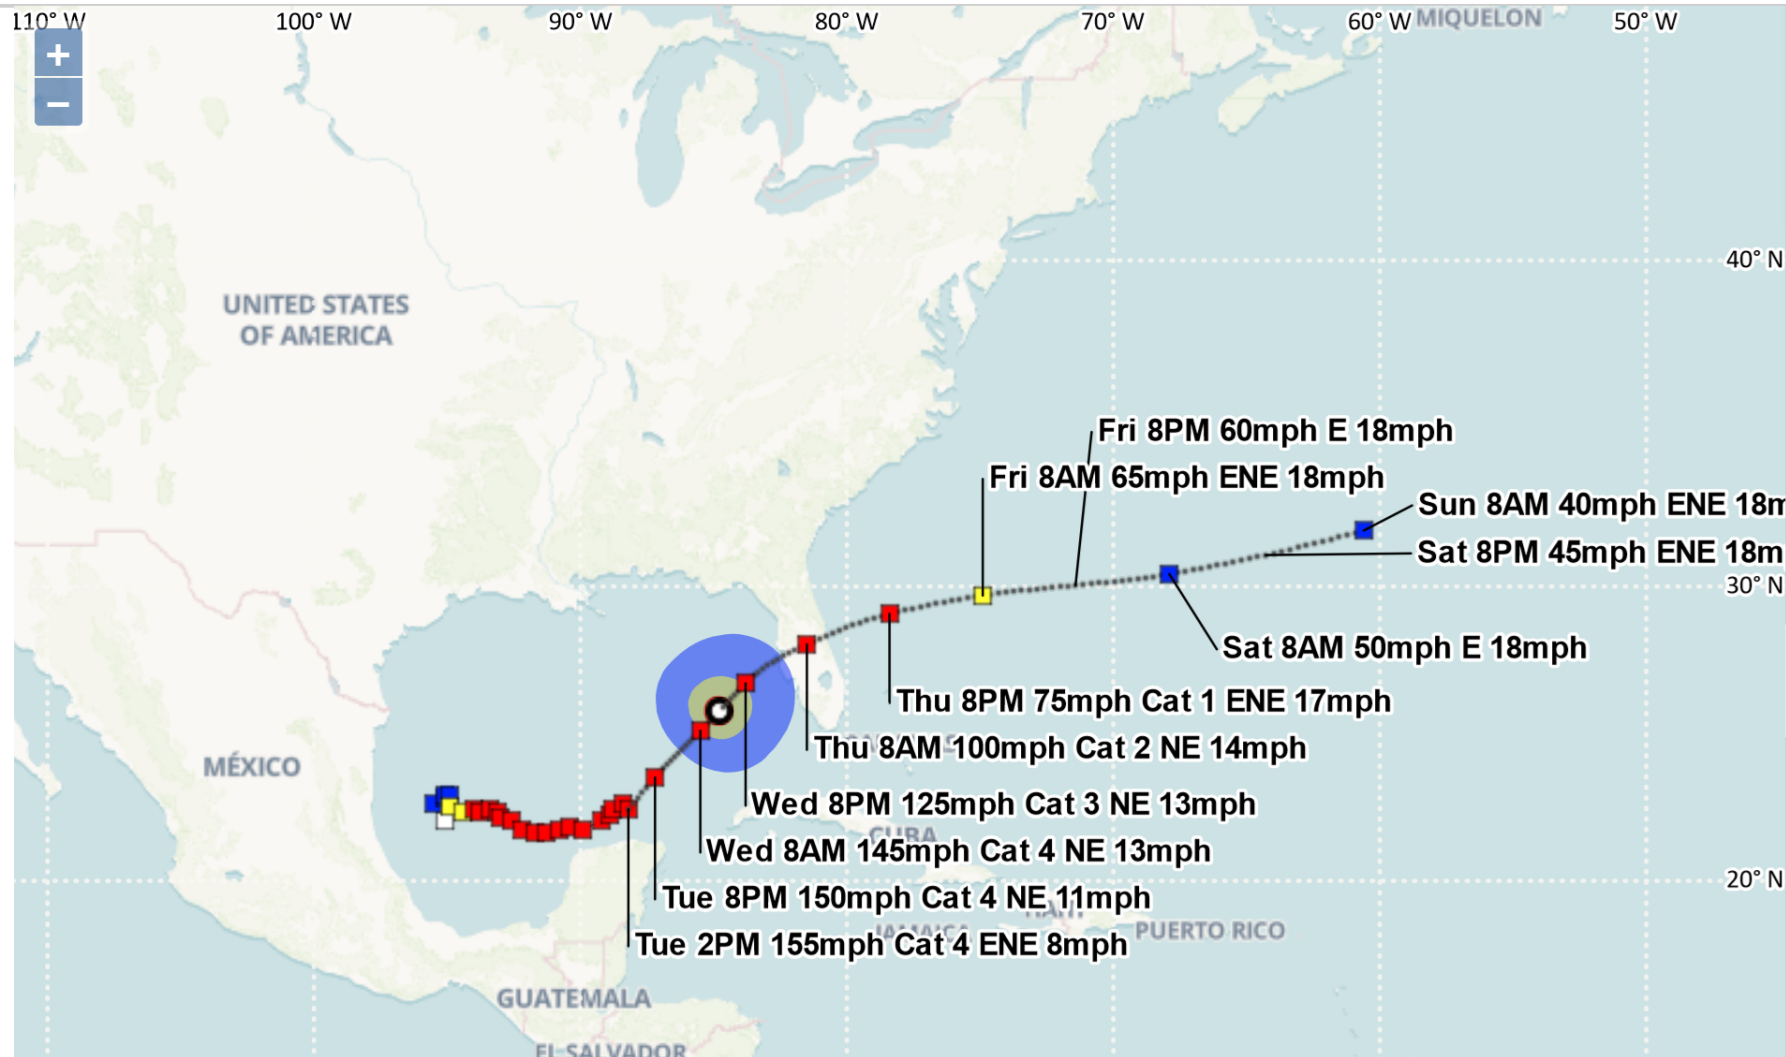 110° W 100° W 90° W 80° W 70° W 60° W 50° W
MIQUELON
+
−
40° N
UNITED STATES
OF AMERICA
Fri 8PM 60mph E 18mph
Fri 8AM 65mph ENE 18mph
Sun 8AM 40mph ENE 18m
Sat 8PM 45mph ENE 18m
30° N
Sat 8AM 50mph E 18mph
Thu 8PM 75mph Cat 1 ENE 17mph
Thu 8AM 100mph Cat 2 NE 14mph
MÉXICO
Wed 8PM 125mph Cat 3 NE 13mph
CUBA
Wed 8AM 145mph Cat 4 NE 13mph
20° N
Tue 8PM 150mph Cat 4 NE 11mph
HAITI
JAMAICA
PUERTO RICO
Tue 2PM 155mph Cat 4 ENE 8mph
GUATEMALA
EL SALVADOR